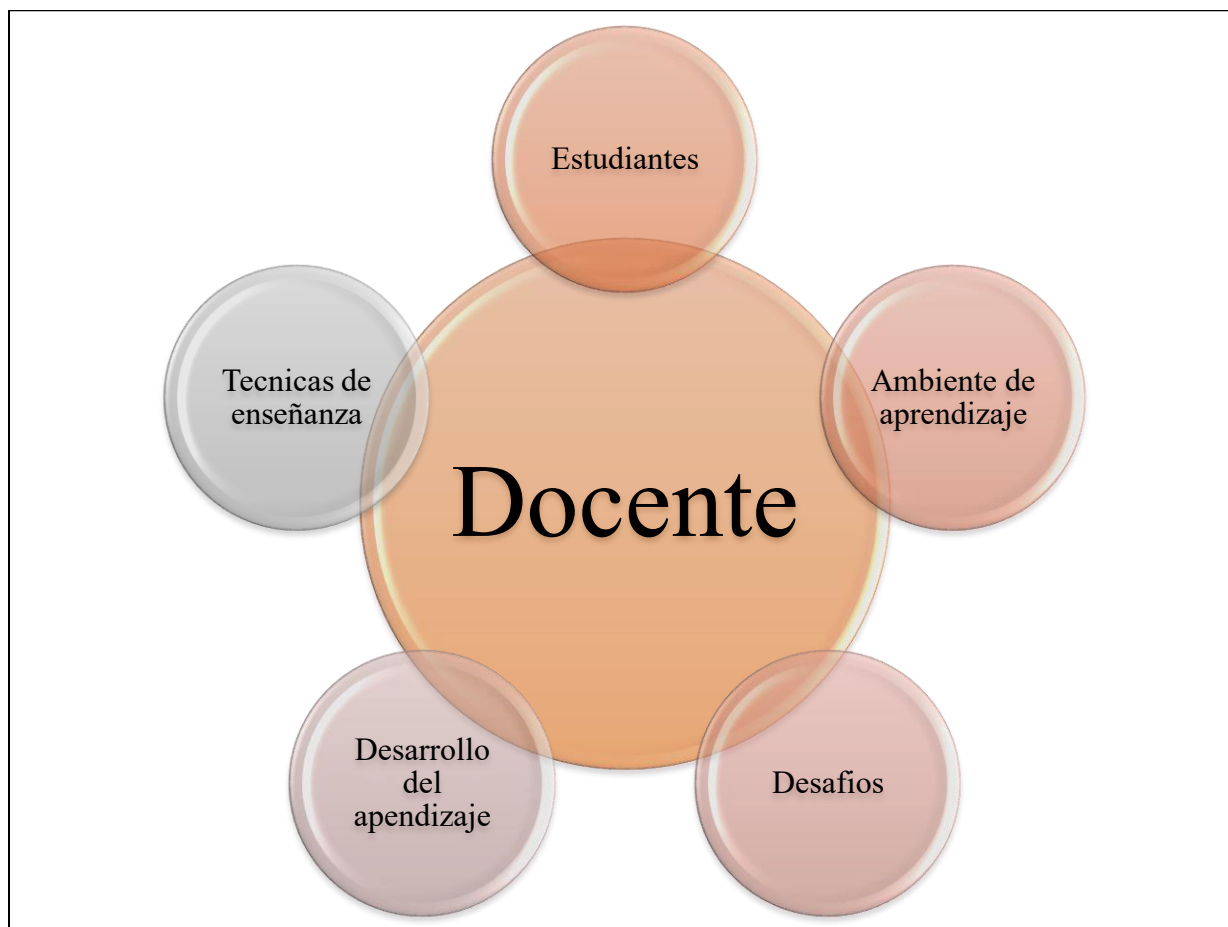 Estudiantes
Tecnicas de
enseñanza
Ambiente de
aprendizaje
Docente
Desarrollo
del
apendizaje
Desafios